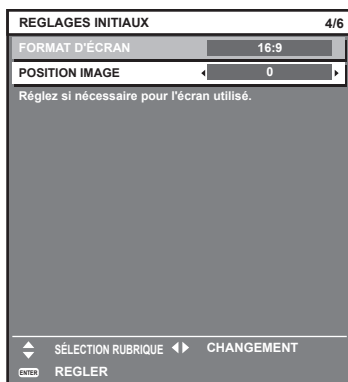 REGLAGES INITIAUX 4/6
FORMAT D'ÉCRAN 16:9
POSITION IMAGE 0
Réglez si nécessaire pour l'écran utilisé.
SÉLECTION RUBRIQUE CHANGEMENT
ENTER REGLER